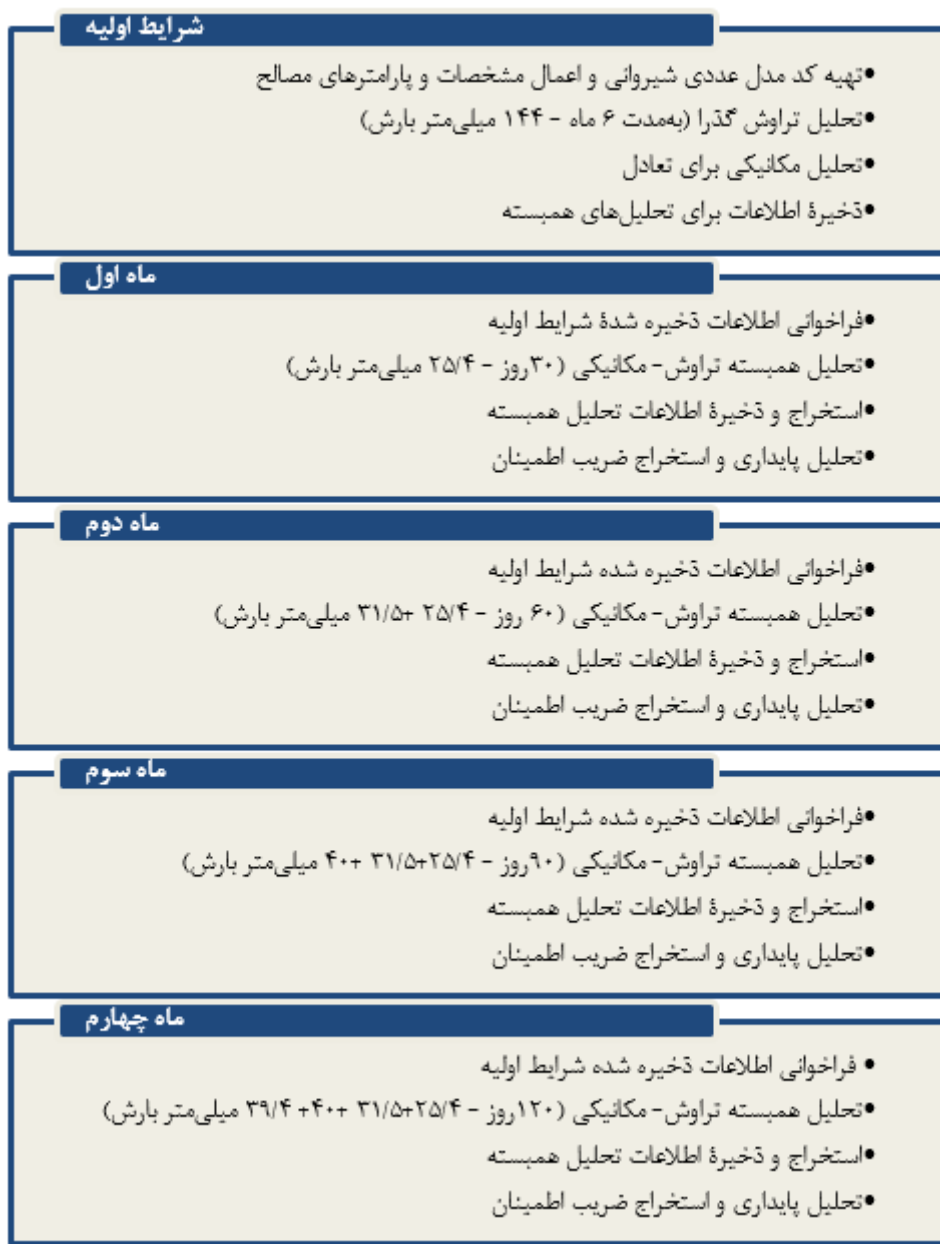 شرایط اولیه
•تهیه کد مدل عددی شیروانی و اعمال مشخصات و پارامترهای مصالح
•تحلیل تراوش گذرا (به‌مدت ۶ ماه - ۱۴۴ میلی‌متر بارش)
•تحلیل مکانیکی برای تعادل
•ذخیرۀ اطلاعات برای تحلیل‌های همبسته
ماه اول
•فراخوانی اطلاعات ذخیره شدۀ شرایط اولیه
•تحلیل همبسته تراوش- مکانیکی (۳۰روز - ۲۵/۴ میلی‌متر بارش)
•استخراج و ذخیرۀ اطلاعات تحلیل همبسته
•تحلیل پایداری و استخراج ضریب اطمینان
ماه دوم
•فراخوانی اطلاعات ذخیره شده شرایط اولیه
•تحلیل همبسته تراوش- مکانیکی (۶۰ روز - ۲۵/۴ +۳۱/۵ میلی‌متر بارش)
•استخراج و ذخیرۀ اطلاعات تحلیل همبسته
•تحلیل پایداری و استخراج ضریب اطمینان
ماه سوم
•فراخوانی اطلاعات ذخیره شده شرایط اولیه
•تحلیل همبسته تراوش- مکانیکی (۹۰روز - ۲۵/۴+۳۱/۵ +۴۰ میلی‌متر بارش)
•استخراج و ذخیرۀ اطلاعات تحلیل همبسته
•تحلیل پایداری و استخراج ضریب اطمینان
ماه چهارم
• فراخوانی اطلاعات ذخیره شده شرایط اولیه
•تحلیل همبسته تراوش- مکانیکی (۱۲۰روز - ۲۵/۴+۳۱/۵ +۴۰+ ۳۹/۴ میلی‌متر بارش)
•استخراج و ذخیرۀ اطلاعات تحلیل همبسته
•تحلیل پایداری و استخراج ضریب اطمینان